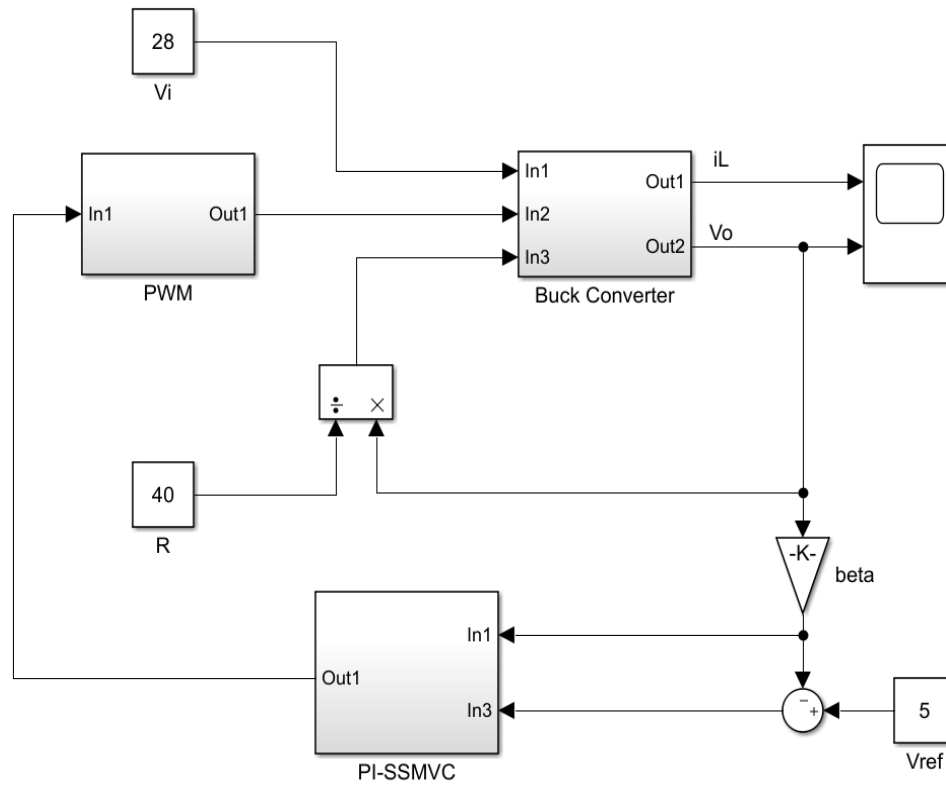 28
Vi
In1
Out1
PWM
In1
In2
In3
Out1
Out2
Buck Converter
iL
Vo
÷ ×
40
R
-K-
beta
In1
In3
Out1
PI-SSMVC
−
+
5
Vref